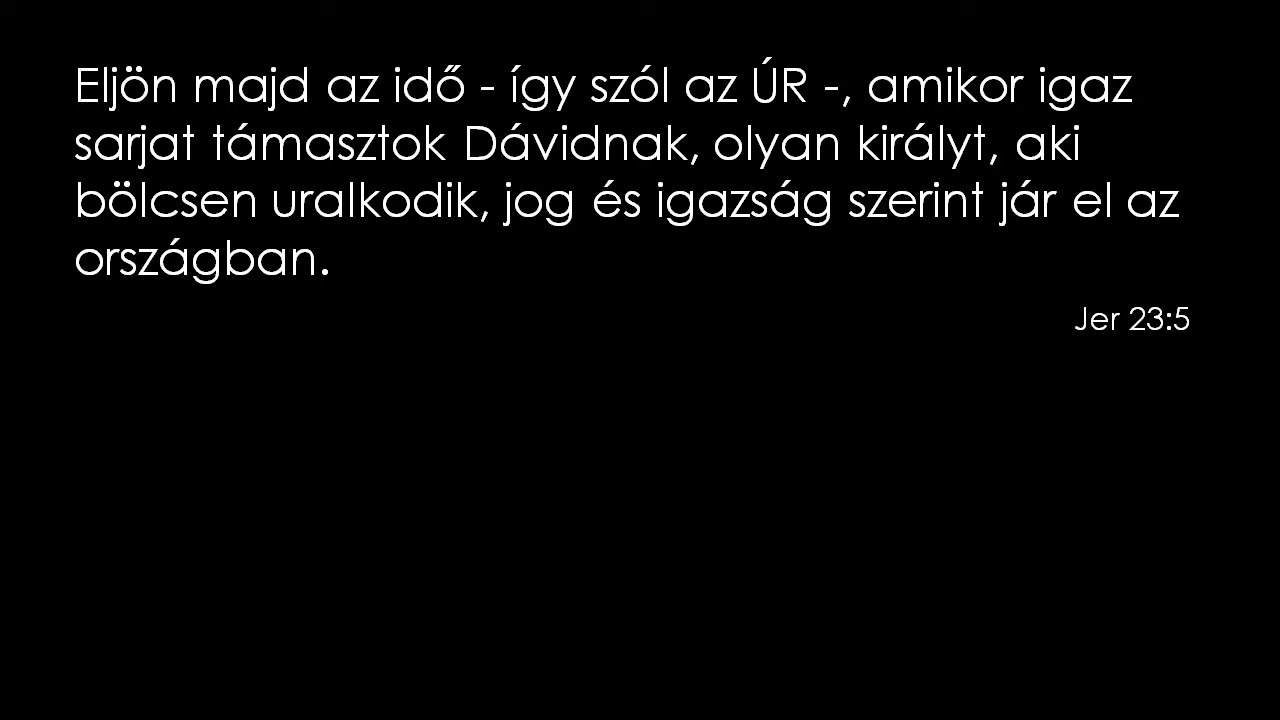 Eljön majd az idő - így szól az ÚR -, amikor igaz
sarjat támasztok Dávidnak, olyan királyt, aki
bölcsen uralkodik, jog és igazság szerint jár el az
országban.
Jer 23:5